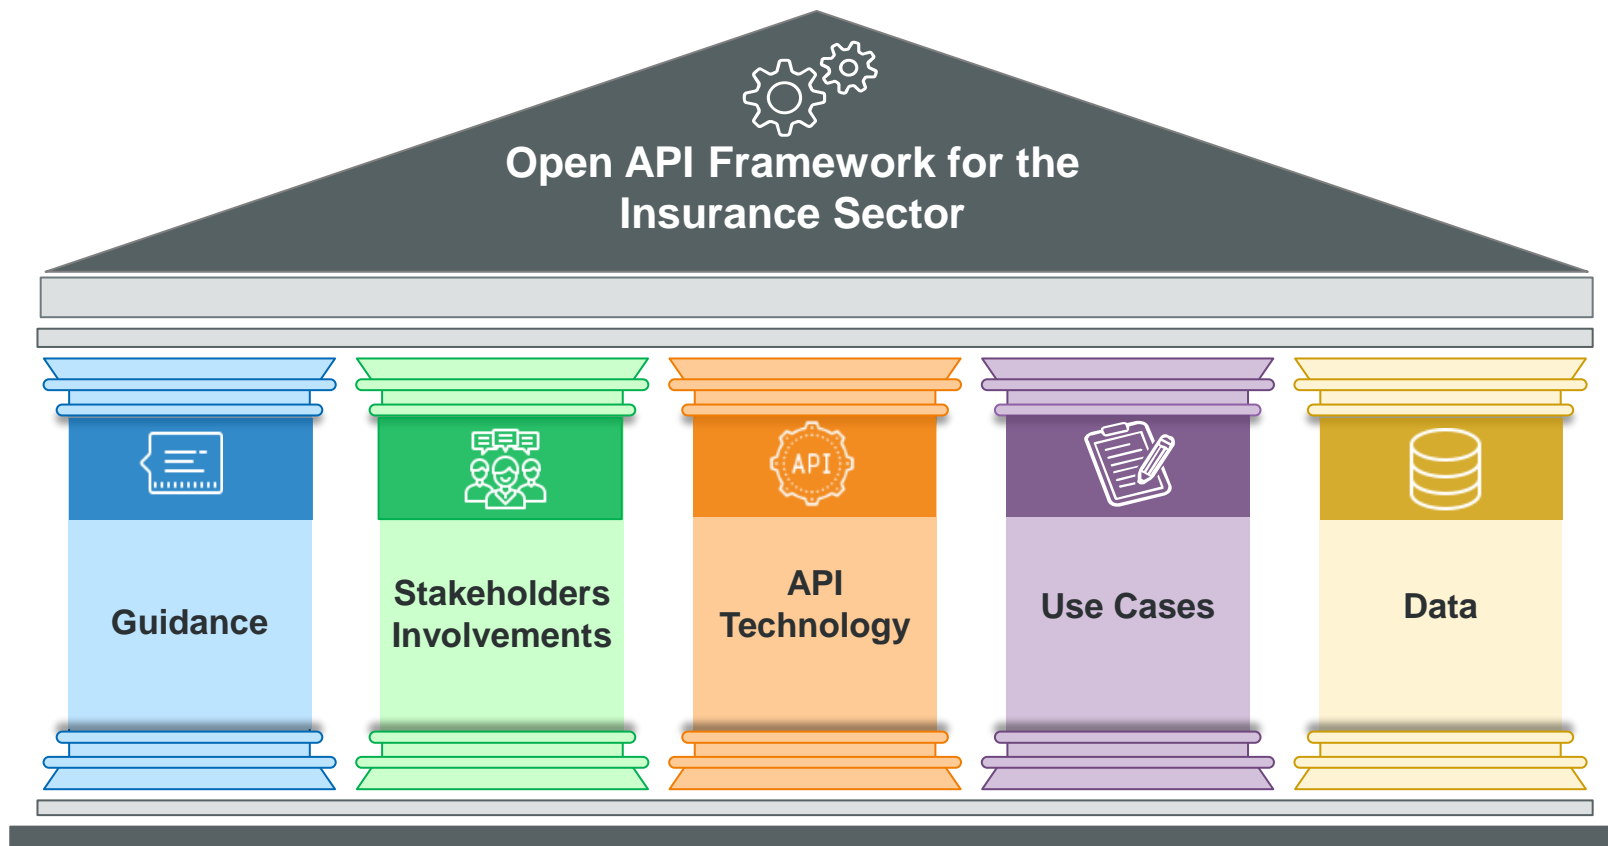 Open API Framework for the
Insurance Sector
Guidance
Stakeholders
Involvements
API
API
Technology
Use Cases
Data